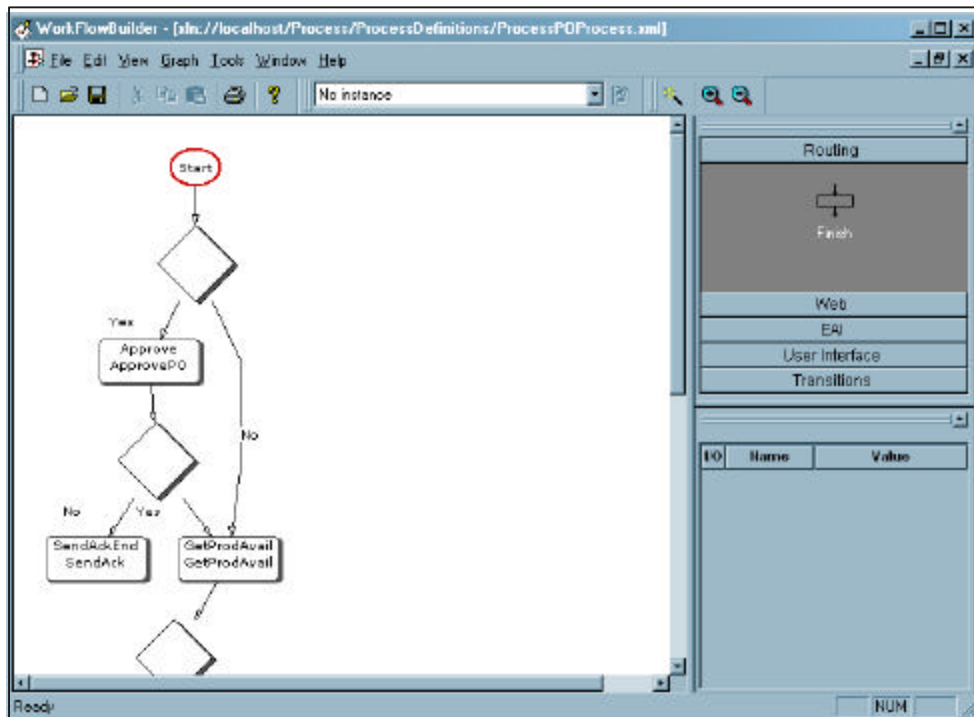 WorkFlowBuilder - [xln://localhost/Process/ProcessDefinitions/ProcessPOProcess.xml]
File Edit View Graph Tools Window Help
No instance
Start
Yes
Approve
ApprovePO
No
No
Yes
SendAckEnd
SendAck
GetProdAvail
GetProdAvail
Routing
Finish
Web
EAI
User Interface
Transitions
I/O Name Value
Ready
NUM